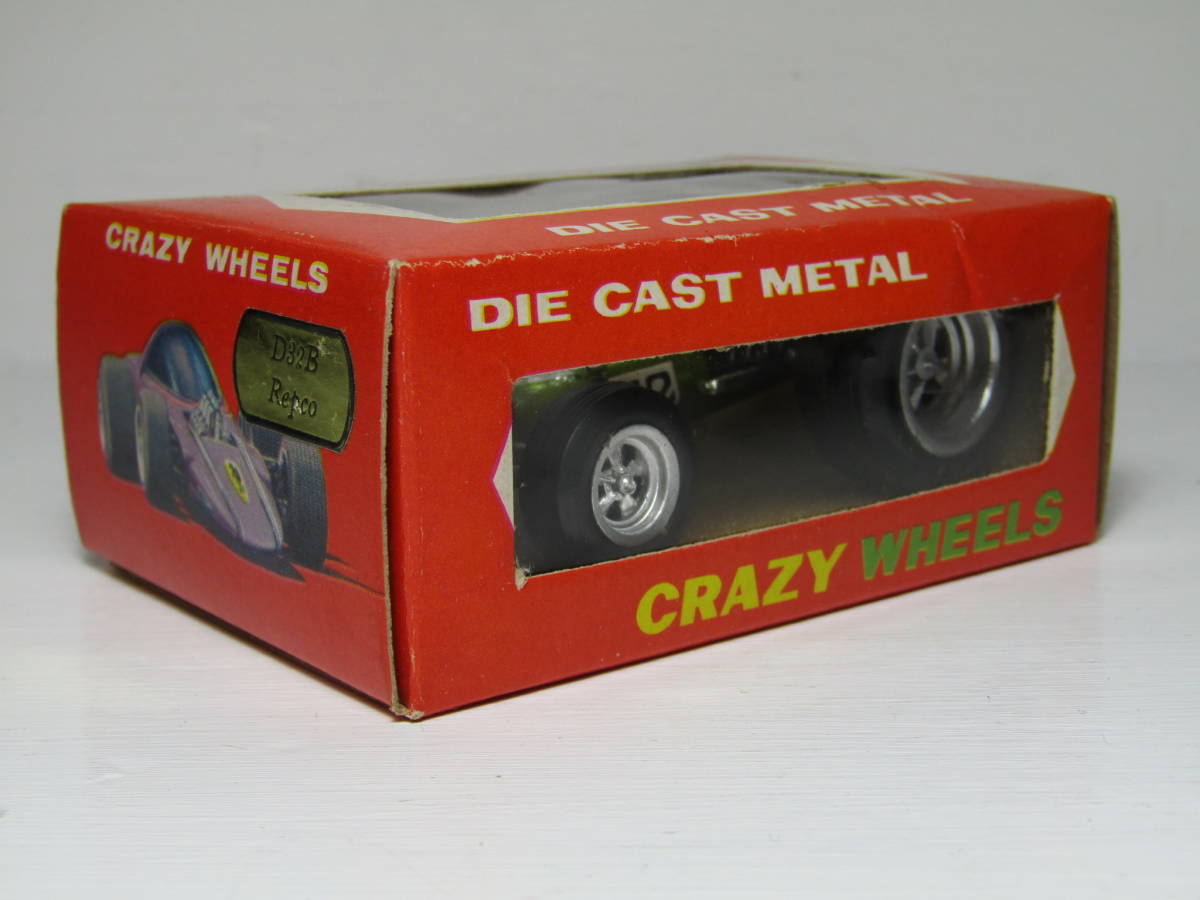 CRAZY WHEELS
D32B
Repco
DIE CAST METAL
DIE CAST METAL
CRAZY WHEELS